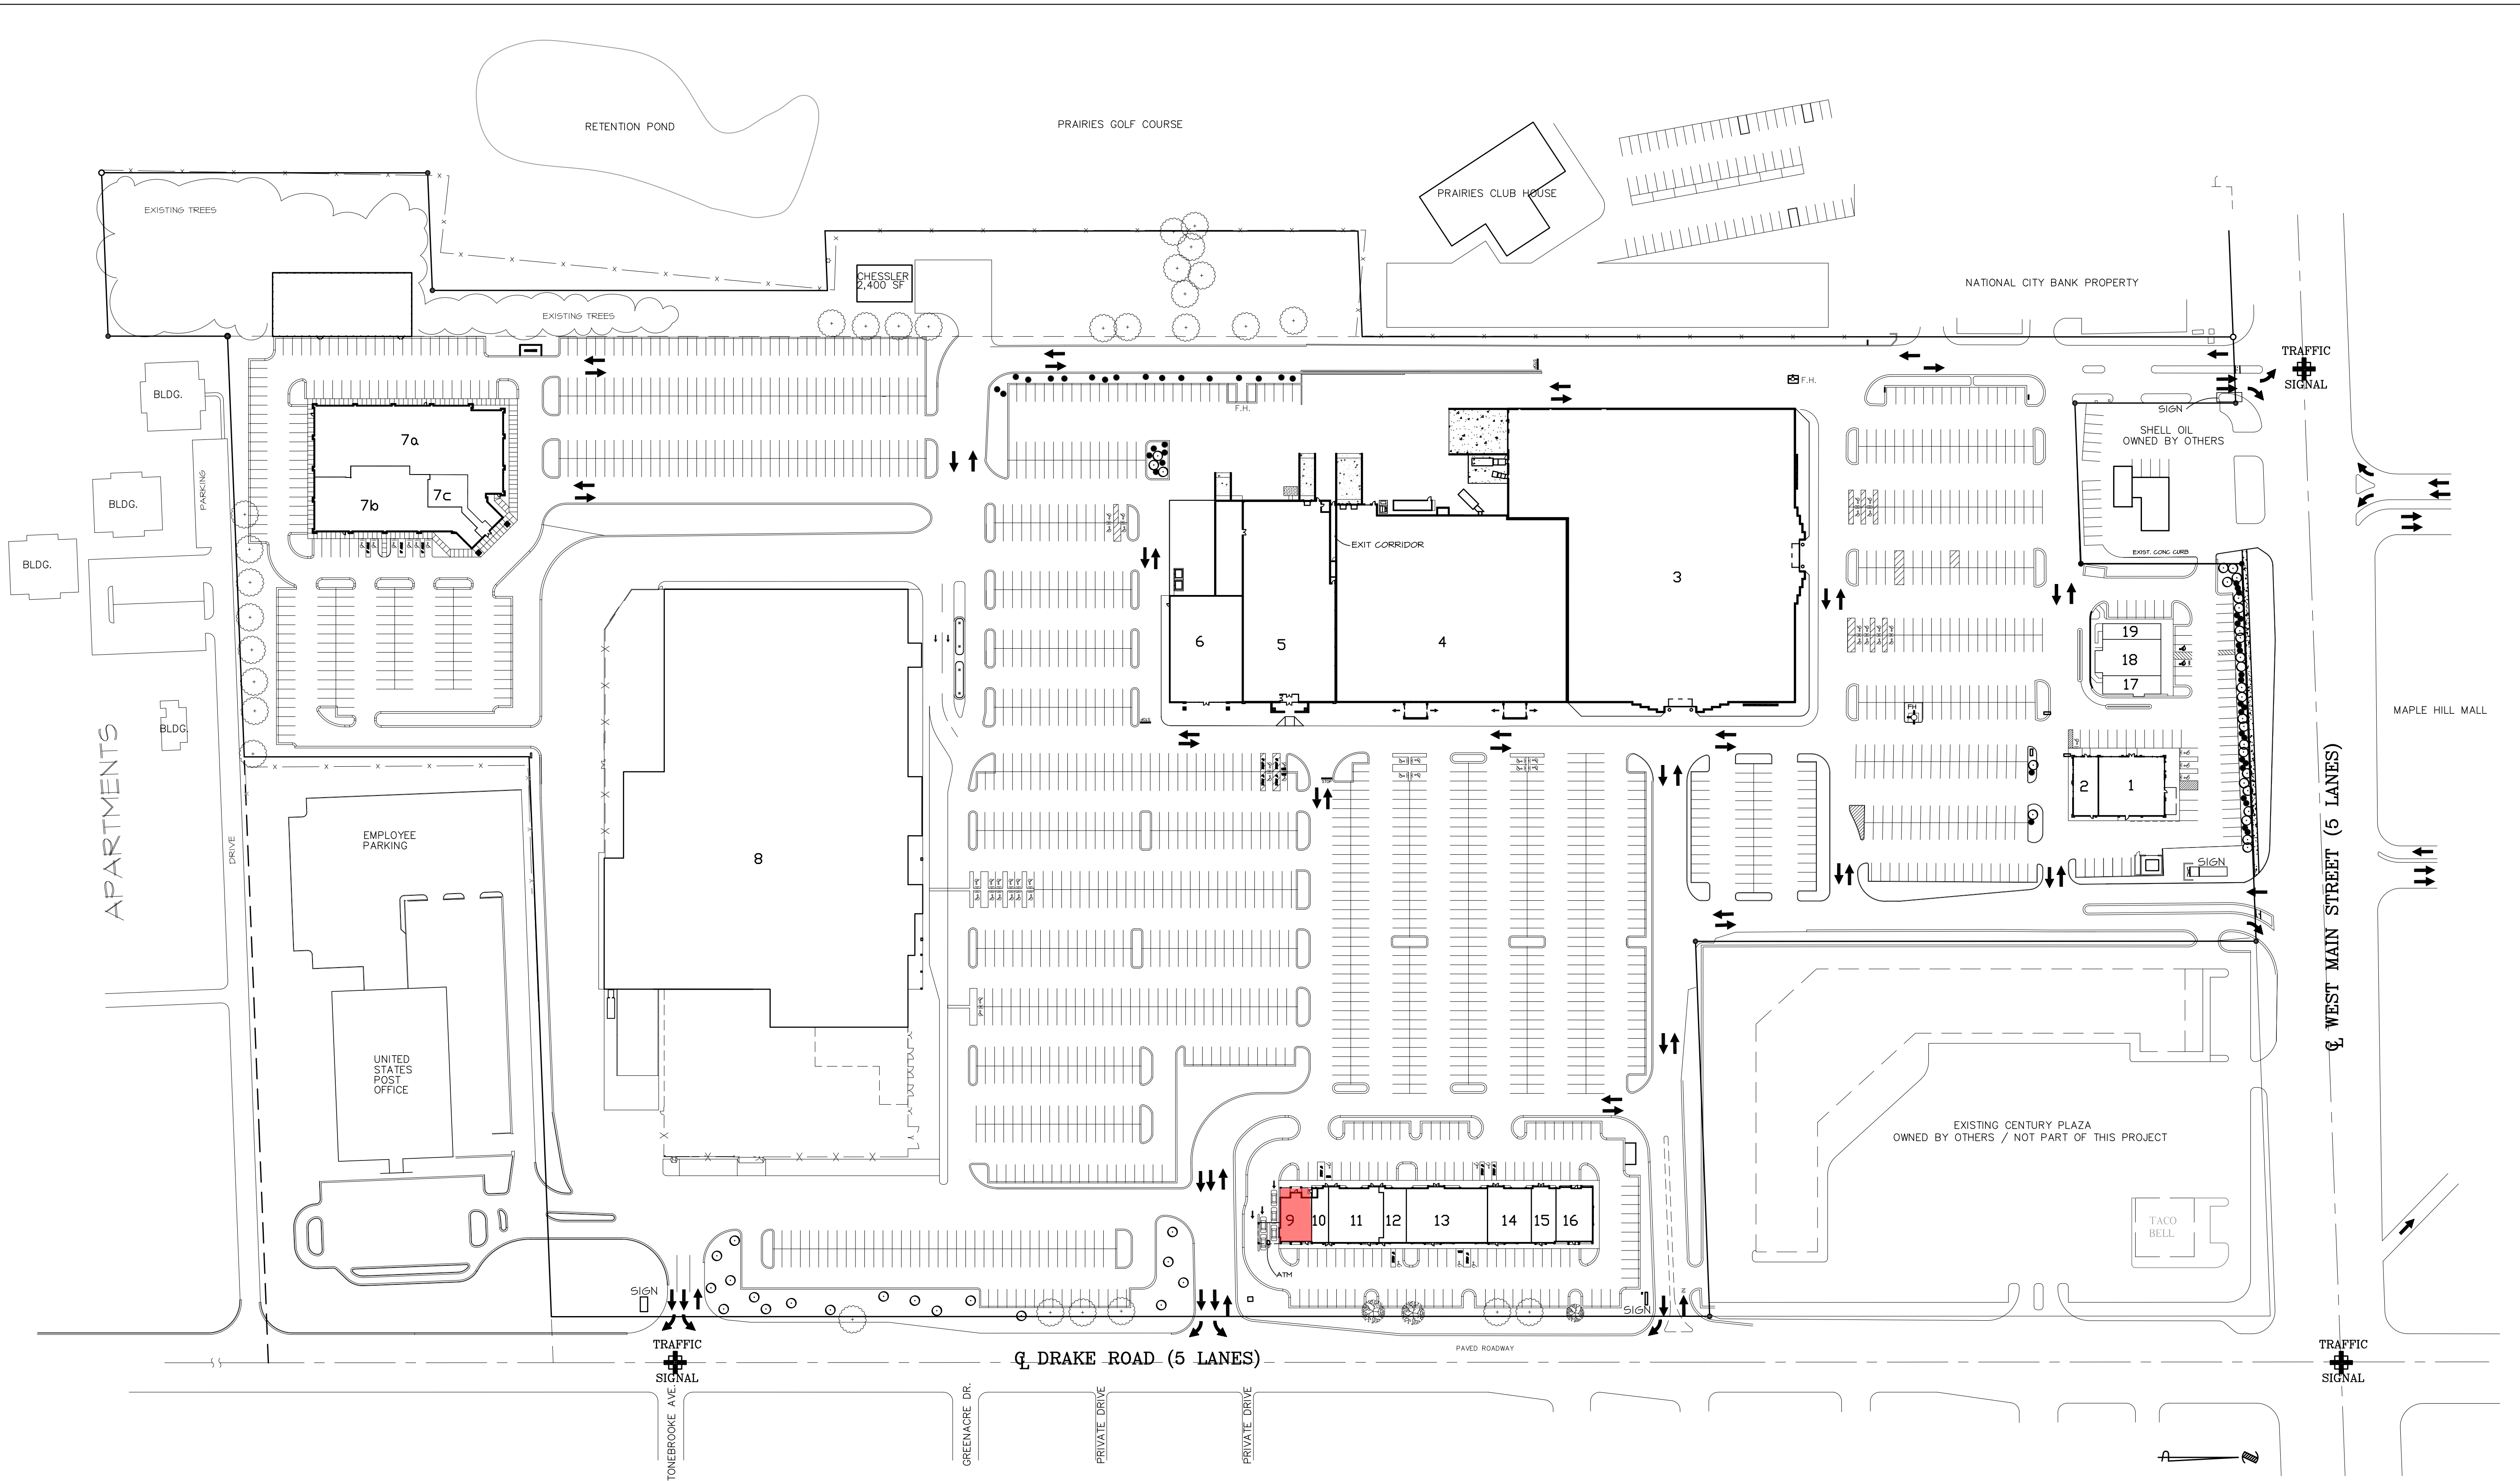 RETENTION POND
PRAIRIES GOLF COURSE
PRAIRIES CLUB HOUSE
EXISTING TREES
CHESSLER
2,400 SF
NATIONAL CITY BANK PROPERTY
EXISTING TREES
TRAFFIC
SIGNAL
F.H.
F.H.
BLDG.
SIGN
SHELL OIL
OWNED BY OTHERS
7a
7b
7c
PARKING
BLDG.
EXIT CORRIDOR
EXIST. CONC CURB
BLDG.
3
6
5
4
19
18
17
FH
BLDG.
MAPLE HILL MALL
APARTMENTS
STOP
2
1
EMPLOYEE
PARKING
DRIVE
8
SIGN
℄ WEST MAIN STREET (5 LANES)
UNITED
STATES
POST
OFFICE
EXISTING CENTURY PLAZA
OWNED BY OTHERS / NOT PART OF THIS PROJECT
9
10
11
12
13
14
15
16
TACO
BELL
ATM
SIGN
SIGN
IN
TRAFFIC
SIGNAL
℄ DRAKE ROAD (5 LANES)
PAVED ROADWAY
TRAFFIC
SIGNAL
TONEBROOKE AVE.
GREENACRE DR.
PRIVATE DRIVE
PRIVATE DRIVE